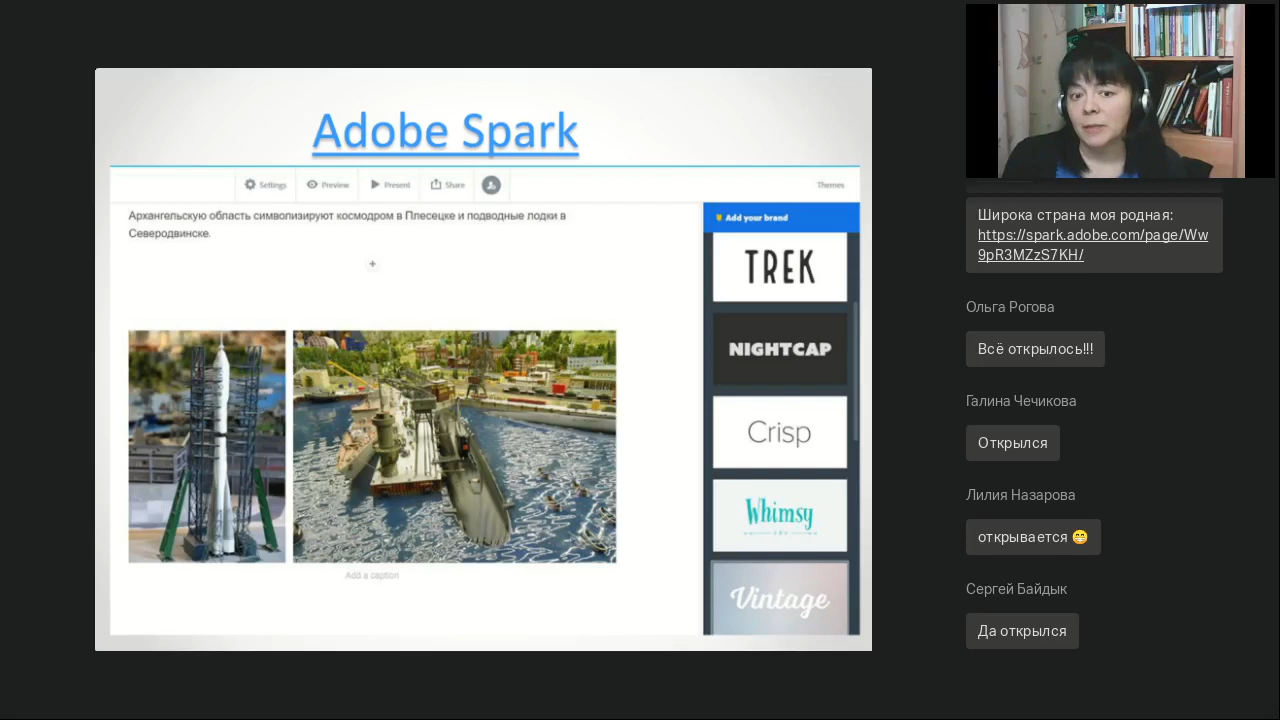 Adobe Spark
Settings
Preview
Present
Share
Themes
Архангельскую область символизируют космодром в Плесецке и подводные лодки в
Северодвинске.
+
Add a caption
Add your brand
TREK
NIGHTCAP
Crisp
Whimsy
Vintage
Широка страна моя родная:
https://spark.adobe.com/page/Ww
9pR3MZzS7KH/
Ольга Рогова
Всё открылось!!!
Галина Чечикова
Открылся
Лилия Назарова
открывается 😁
Сергей Байдык
Да открылся